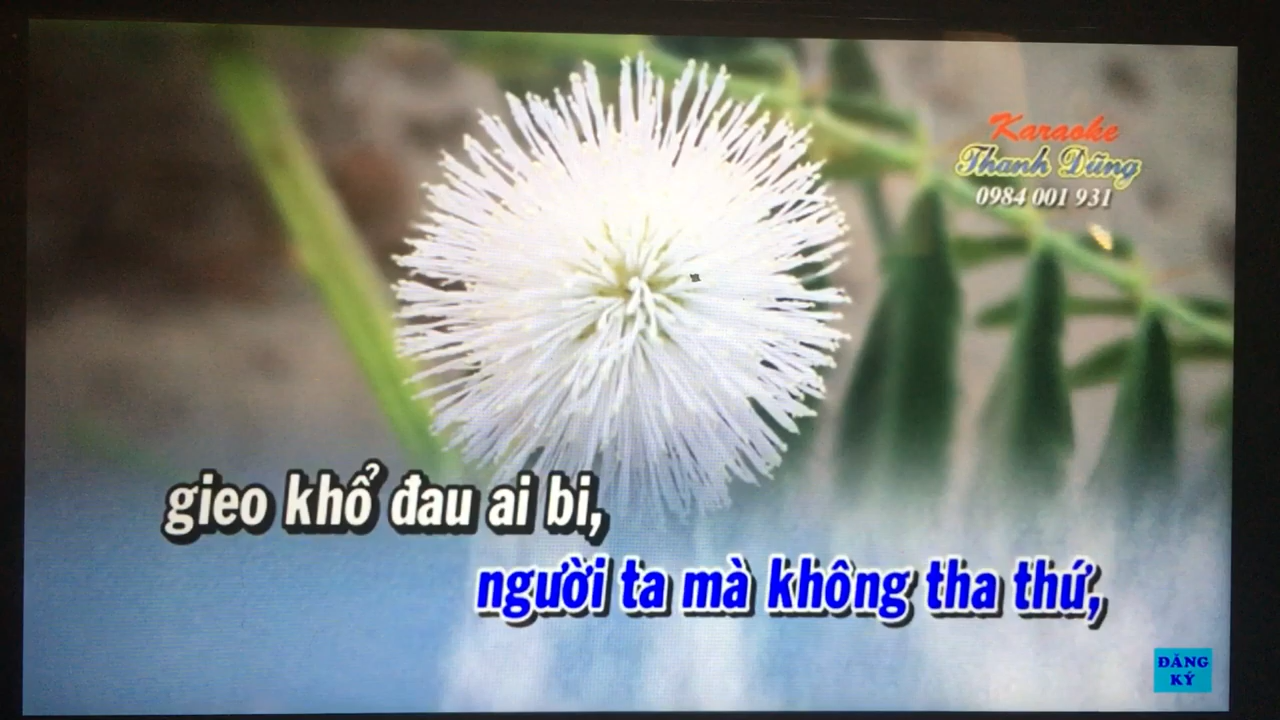 Karaoke
Thanh Dũng
0984 001 931
gieo khổ đau ai bi,
người ta mà không tha thứ,
ĐĂNG
KÝ